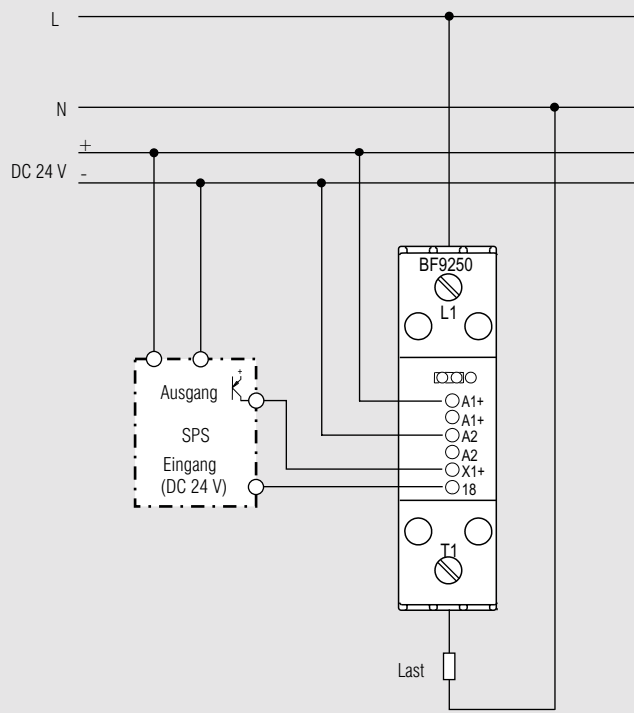 L
N
+
DC 24 V
-
BF9250
L1
Ausgang
+
SPS
Eingang
(DC 24 V)
A1+
A1+
A2
A2
X1+
18
T1
Last